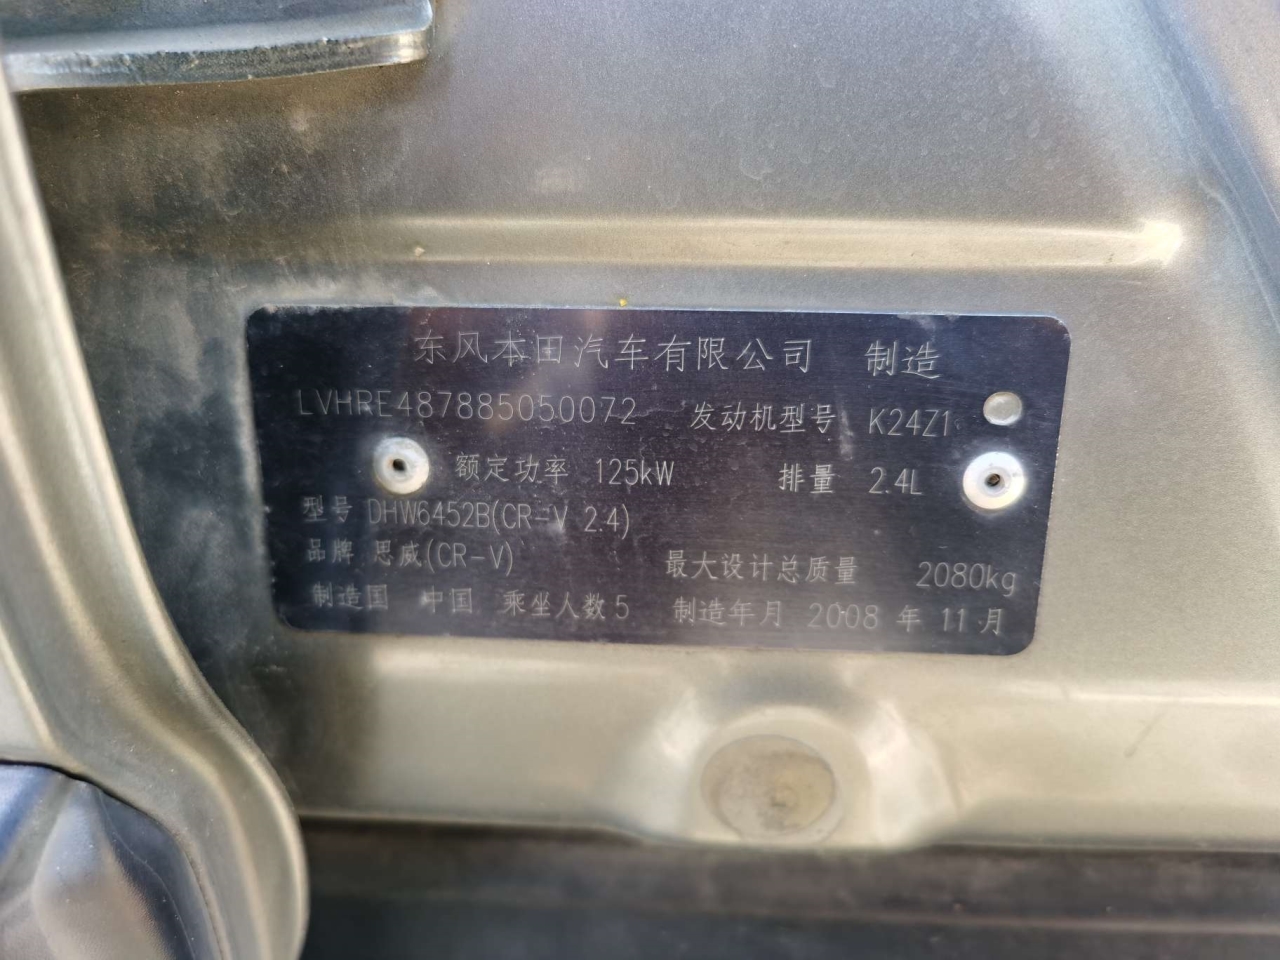 东风本田汽车有限公司 制造
LVHRE487885050072 发动机型号 K24Z1
额定功率 125kW 排量 2.4L
型号 DHW6452B(CR-V 2.4)
品牌 思威(CR-V) 最大设计总质量 2080kg
制造国 中国 乘坐人数 5 制造年月 2008 年 11 月